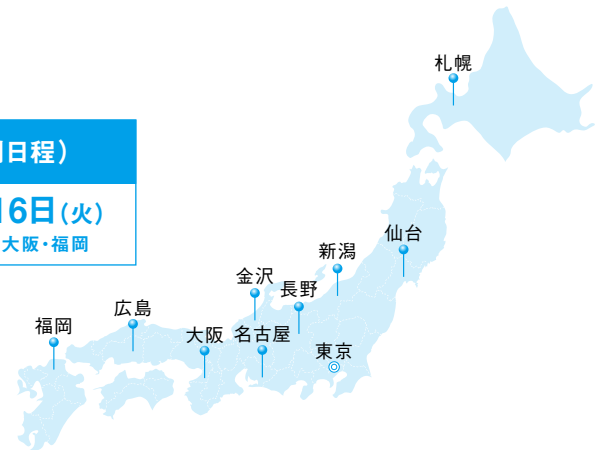 日程）
16日（火）
大阪・福岡
札幌
仙台
新潟
金沢
長野
広島
福岡
大阪
名古屋
東京